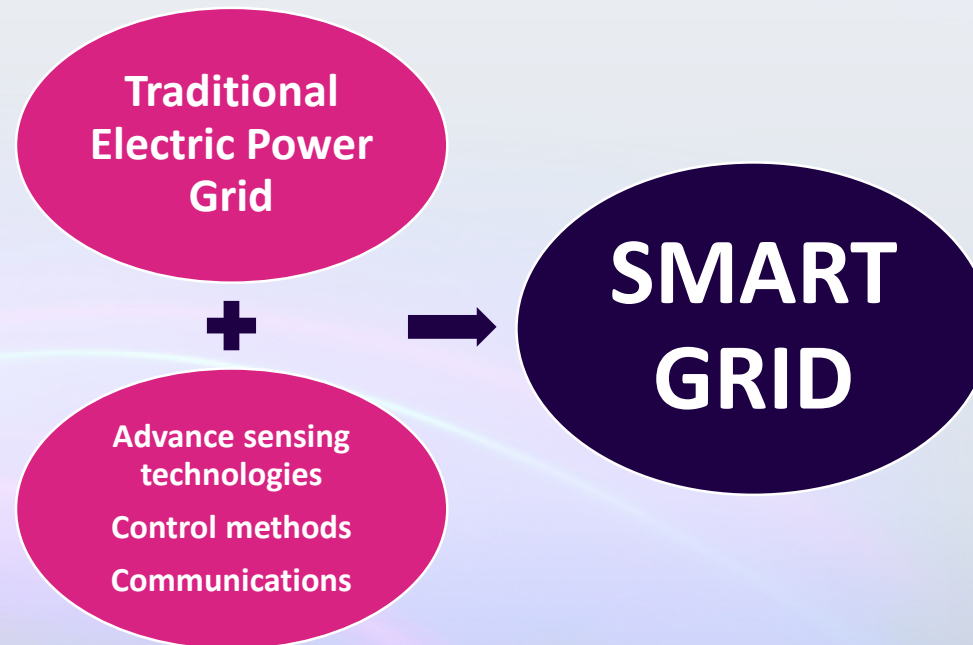 Traditional
Electric Power
Grid
Advance sensing
technologies
Control methods
Communications
SMART
GRID